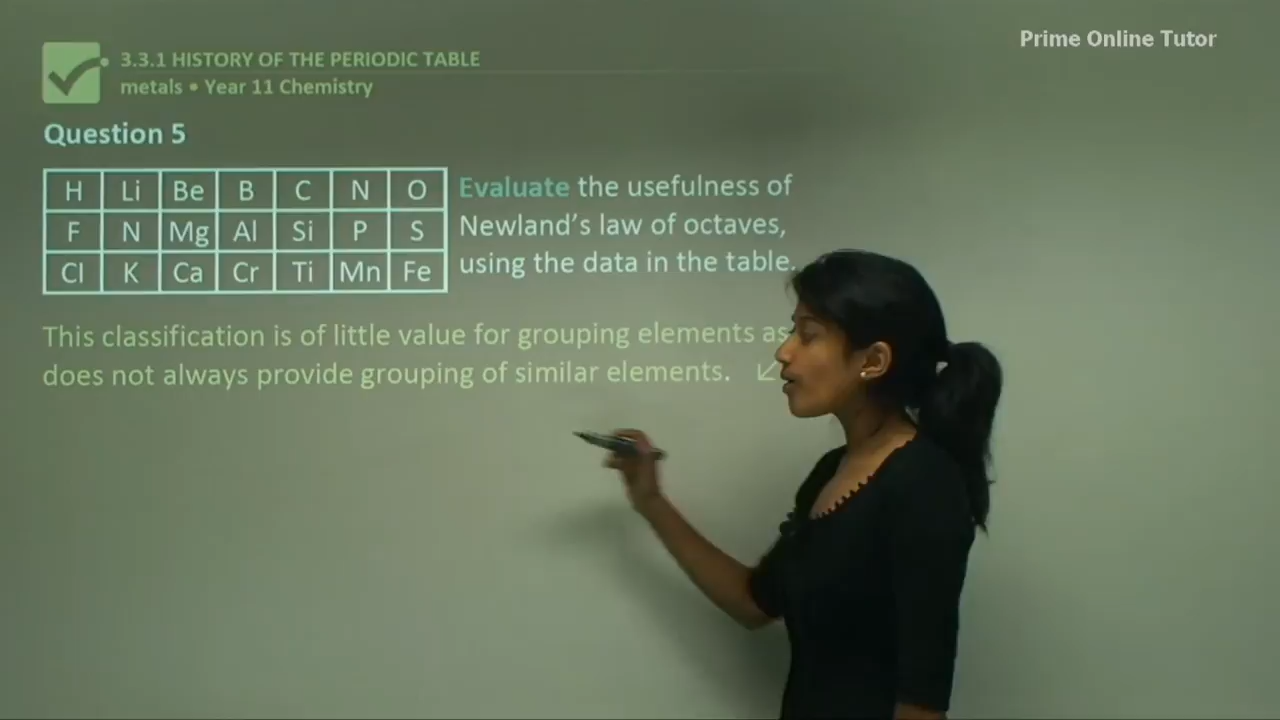 Prime Online Tutor
3.3.1 HISTORY OF THE PERIODIC TABLE
metals • Year 11 Chemistry
Question 5
H Li Be B C N O
F N Mg Al Si P S
Cl K Ca Cr Ti Mn Fe
Evaluate the usefulness of
Newland's law of octaves,
using the data in the table.
This classification is of little value for grouping elements as
does not always provide grouping of similar elements.